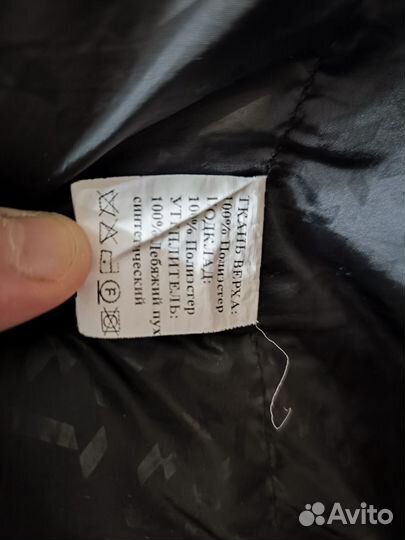 ТКАНЬ ВЕРХА:
100% Полиэстер
ПОДКЛАД:
100% Полиэстер
УТЕПЛИТЕЛЬ:
100% Лебяжий пух
синтетический
F
Avito